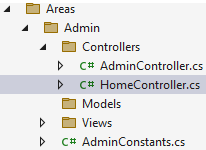 Areas
Admin
Controllers
C# AdminController.cs
C# HomeController.cs
Models
Views
C# AdminConstants.cs